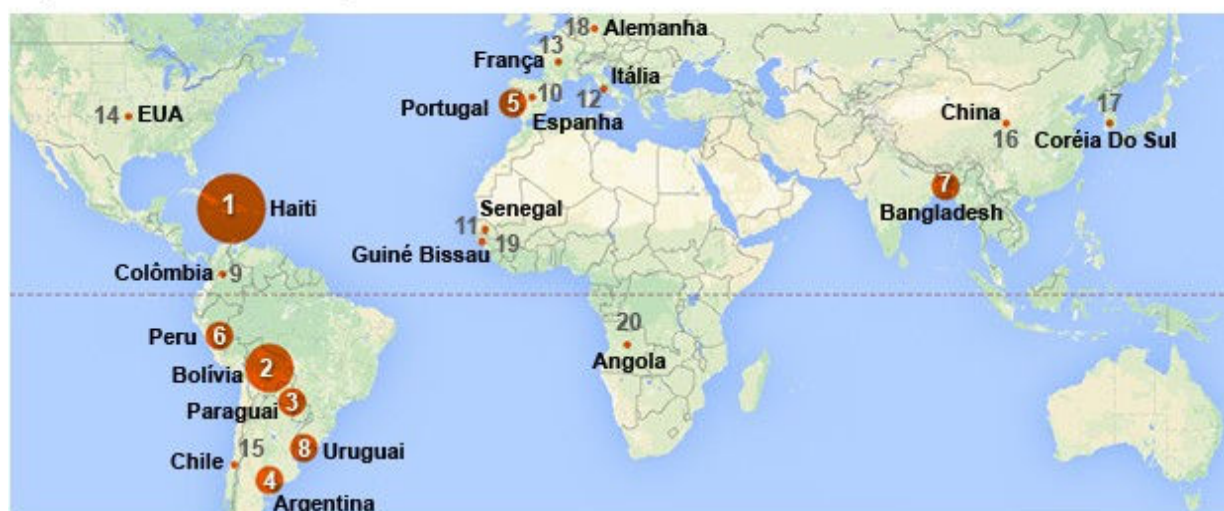 18 Alemanha
13
França
Itália
10
12
Portugal 5
Espanha
14 EUA
China
16
17
Coréia Do Sul
7
Bangladesh
1 Haiti
Senegal
11
19
Guiné Bissau
Colômbia 9
Peru 6
20
Angola
2
Bolívia
3
Paraguai
15
Chile
8 Uruguai
4
Argentina